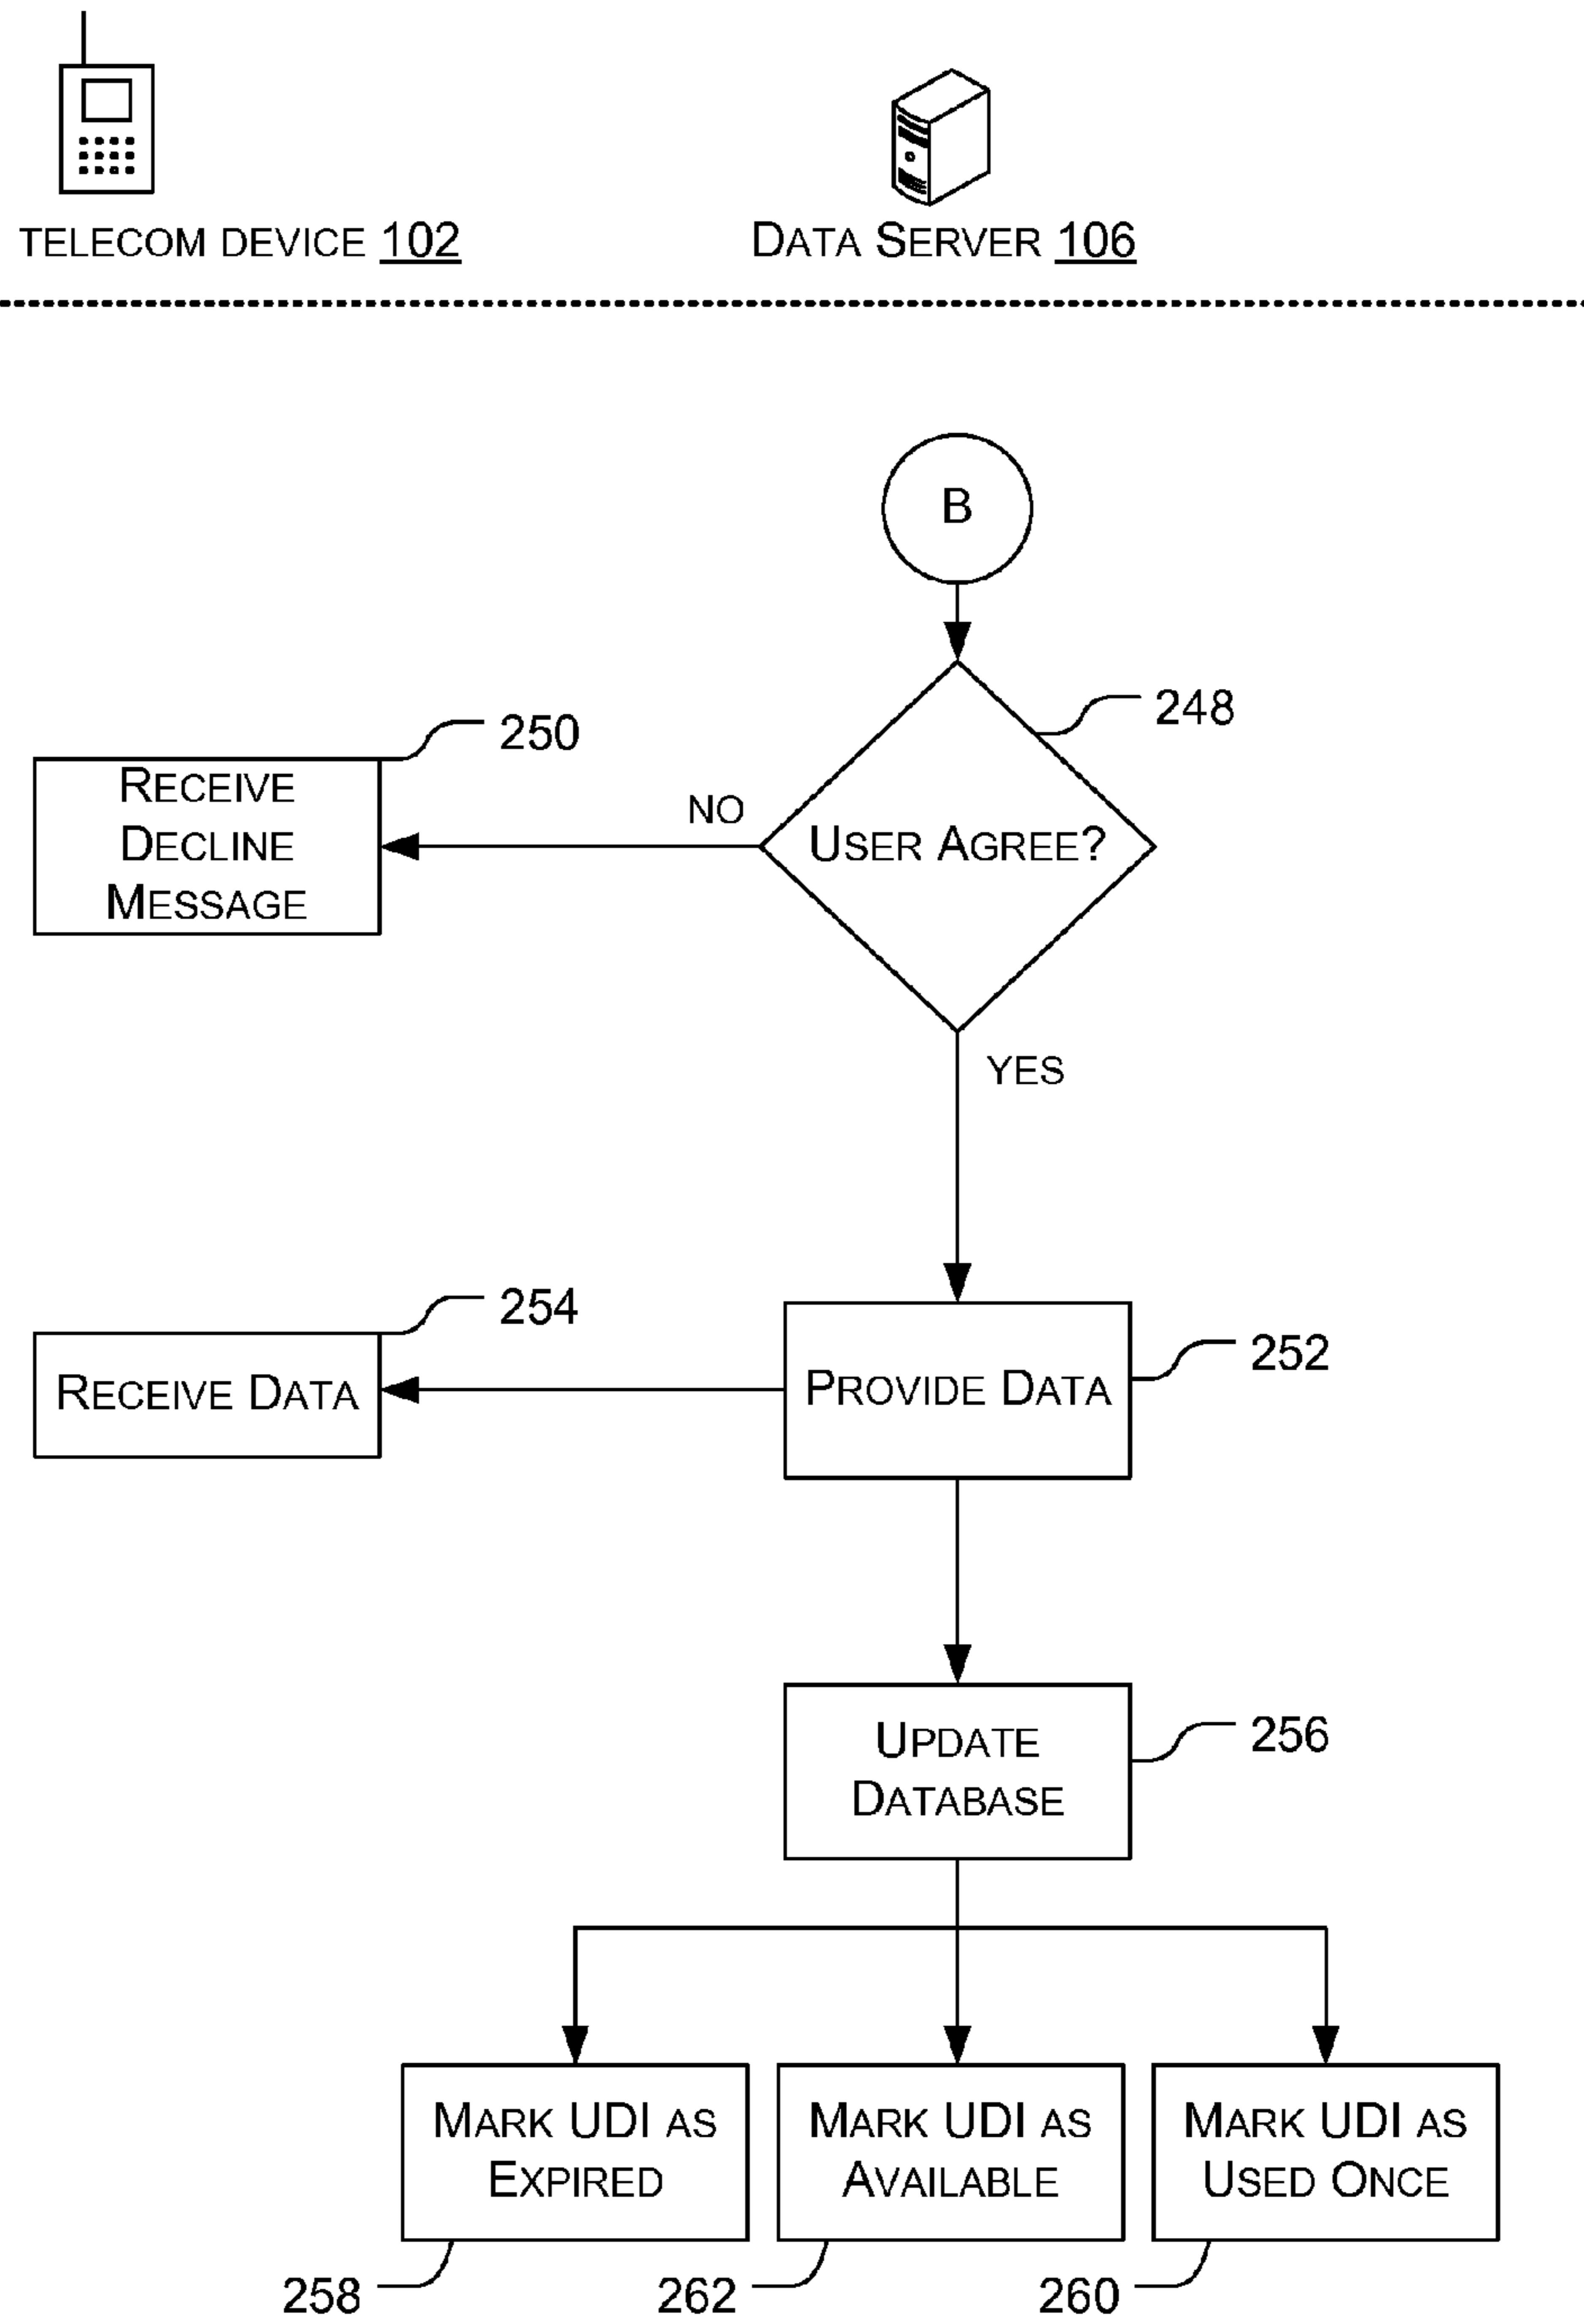 TELECOM DEVICE 102
DATA SERVER 106
B
248
250
RECEIVE
DECLINE
MESSAGE
NO
USER AGREE?
YES
254
RECEIVE DATA
PROVIDE DATA
252
UPDATE
DATABASE
256
MARK UDI AS
EXPIRED
MARK UDI AS
AVAILABLE
MARK UDI AS
USED ONCE
258
262
260